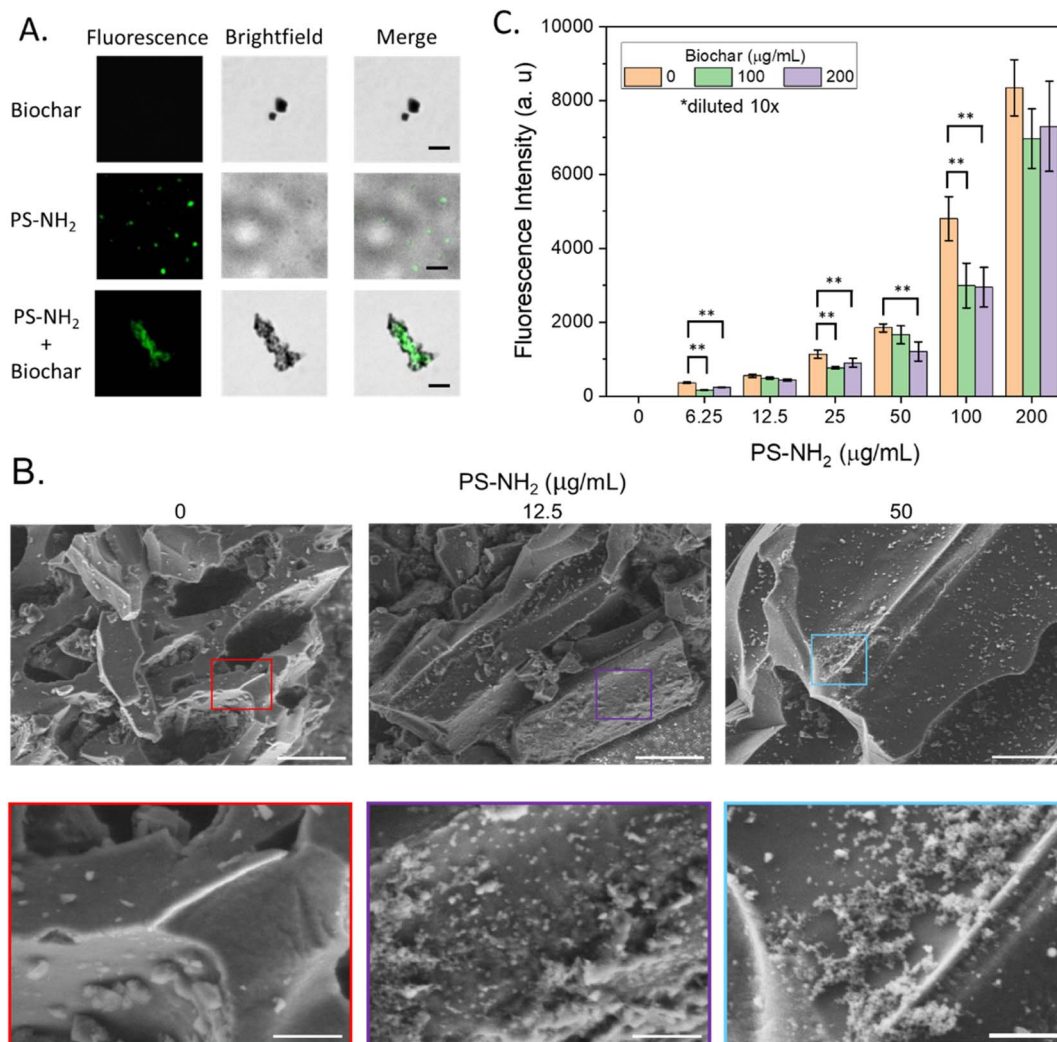 A.
Fluorescence Brightfield Merge
Biochar
PS-NH₂
PS-NH₂
+
Biochar
C.
10000
8000
6000
4000
2000
0
Fluorescence Intensity (a. u)
Biochar (μg/mL)
0 100 200
*diluted 10x
**
**
**
**
**
**
**
0 6.25 12.5 25 50 100 200
PS-NH₂ (μg/mL)
B.
PS-NH₂ (μg/mL)
0 12.5 50